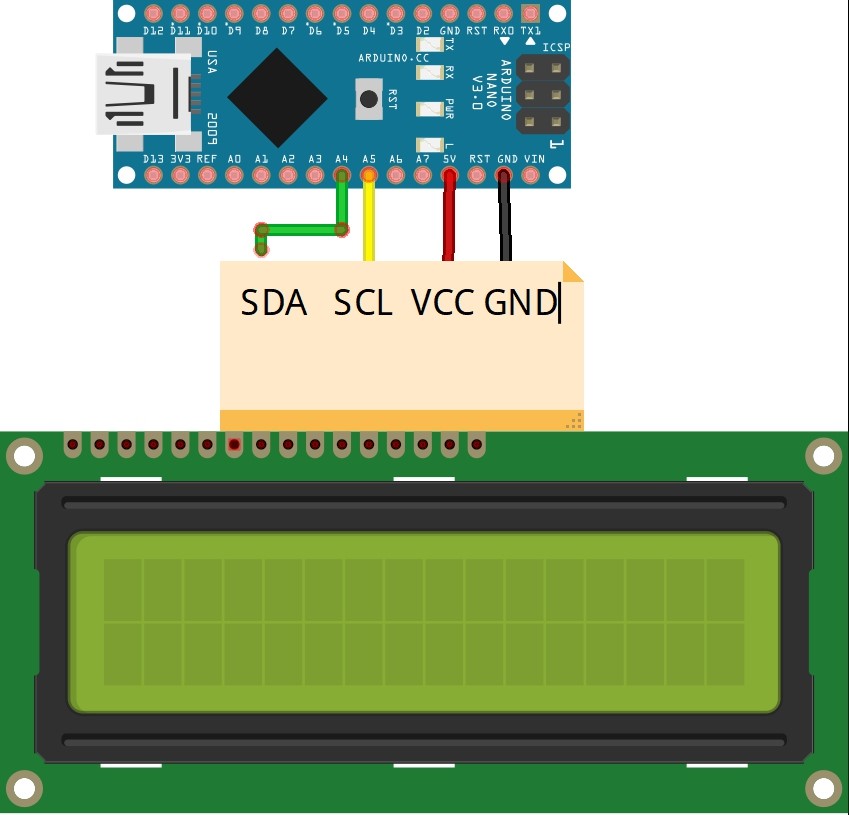 D12 D11 D10 D9 D8 D7 D6 D5 D4 D3 D2 GND RST RX0 TX1
ICSP
TX
RX
PWR
L
ARDUINO.CC
RST
USA
2009
ARDUINO
NANO
V3.0
1
D13 3V3 REF A0 A1 A2 A3 A4 A5 A6 A7 5V RST GND VIN
SDA SCL VCC GND